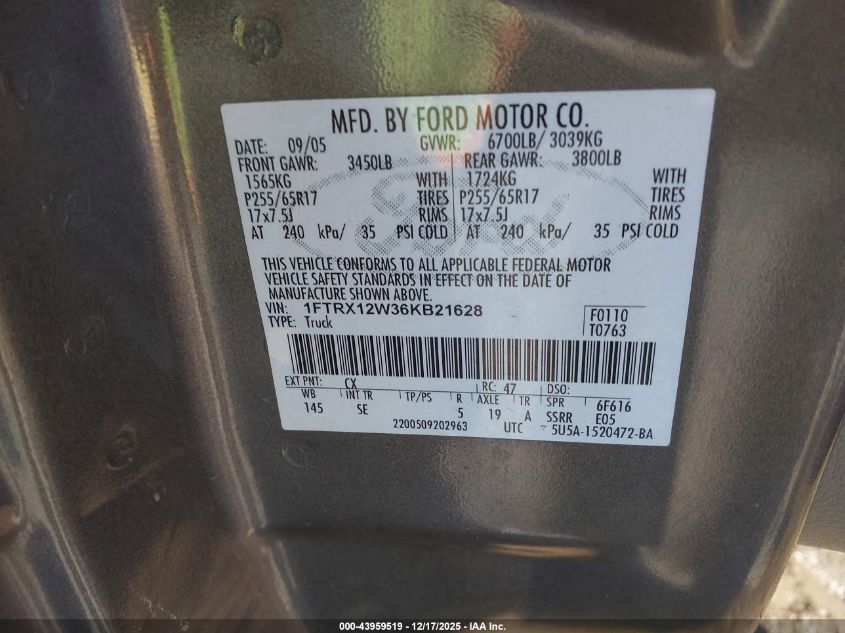 MFD. BY FORD MOTOR CO.
DATE: 09/05 GVWR: 6700LB/ 3039KG
FRONT GAWR: 3450LB REAR GAWR: 3800LB
1565KG WITH 1724KG WITH
P255/65R17 TIRES P255/65R17 TIRES
17x7.5J RIMS 17x7.5J RIMS
AT 240 kPa/ 35 PSI COLD AT 240 kPa/ 35 PSI COLD
Ford
THIS VEHICLE CONFORMS TO ALL APPLICABLE FEDERAL MOTOR
VEHICLE SAFETY STANDARDS IN EFFECT ON THE DATE OF
MANUFACTURE SHOWN ABOVE.
VIN: 1FTRX12W36KB21628 F0110
TYPE: Truck T0763
EXT PNT: CX RC: 47 DSO:
WB INT TR TP/PS R AXLE TR SPR 6F616
145 SE 5 19 A SSRR E05
2200509202963 UTC 5U5A-1520472-BA
000-43959519 - 12/17/2025 - IAA Inc.